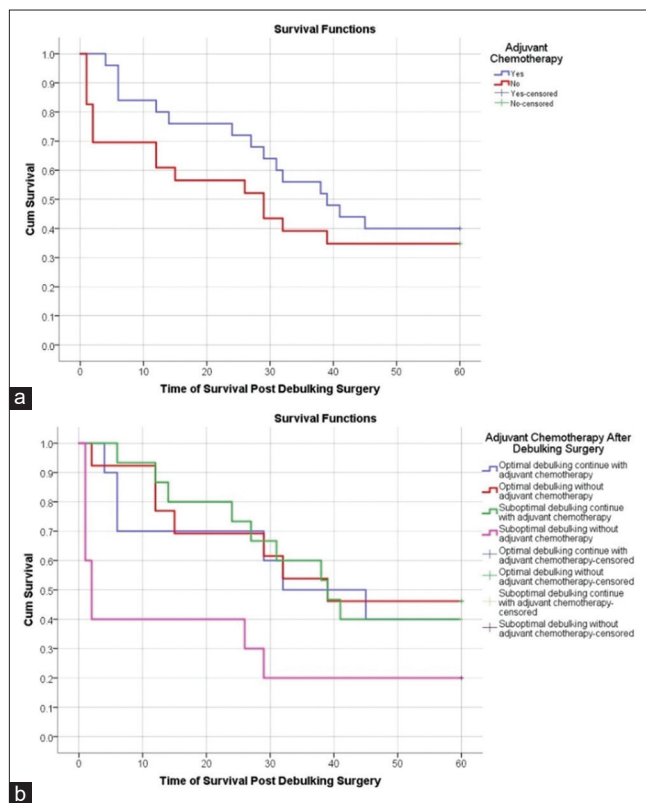 Survival Functions
Adjuvant
Chemotherapy
Yes
No
Yes-censored
No-censored
1.0
0.9
0.8
0.7
0.6
0.5
0.4
0.3
0.2
0.1
0.0
Cum Survival
0 10 20 30 40 50 60
Time of Survival Post Debulking Surgery
a
Survival Functions
Adjuvant Chemotherapy After
Debulking Surgery
Optimal debulking continue with
adjuvant chemotherapy
Optimal debulking without
adjuvant chemotherapy
Suboptimal debulking continue
with adjuvant chemotherapy
Suboptimal debulking without
adjuvant chemotherapy
Optimal debulking continue with
adjuvant chemotherapy-censored
Optimal debulking without
adjuvant chemotherapy-censored
Suboptimal debulking continue
with adjuvant chemotherapy-
censored
Suboptimal debulking without
adjuvant chemotherapy-censored
1.0
0.9
0.8
0.7
0.6
0.5
0.4
0.3
0.2
0.1
0.0
Cum Survival
0 10 20 30 40 50 60
Time of Survival Post Debulking Surgery
b